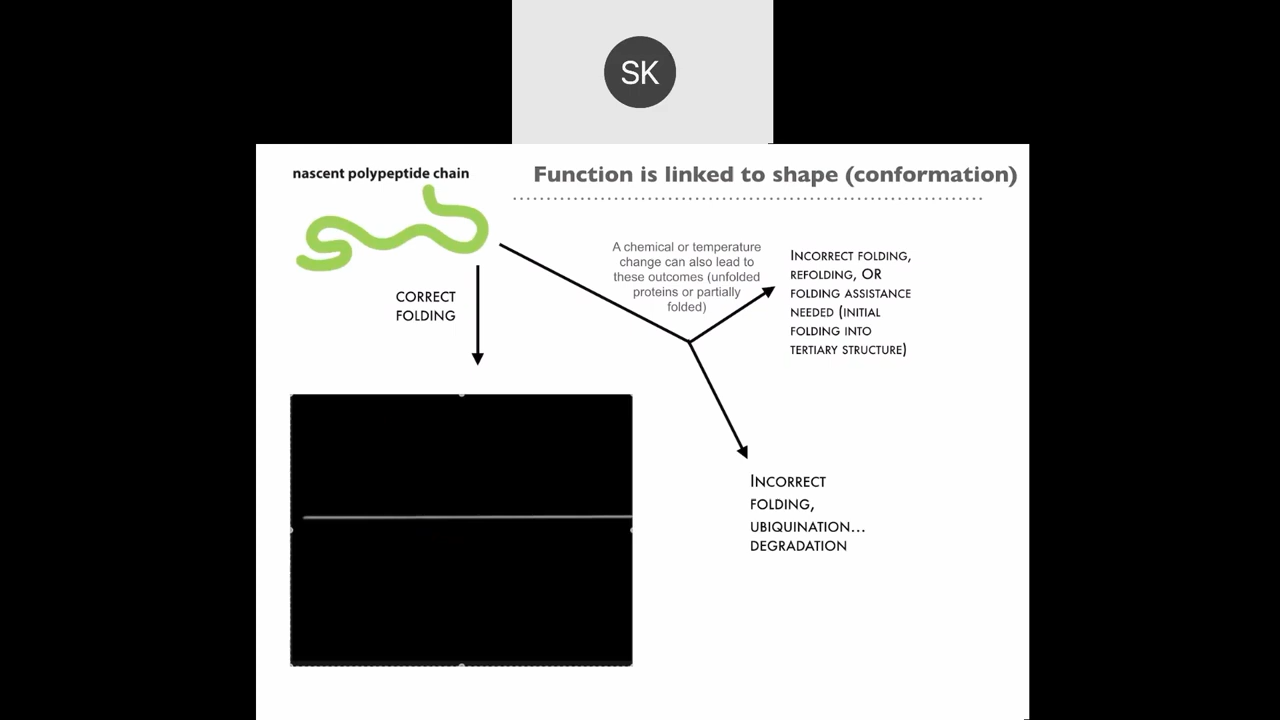 SK
nascent polypeptide chain
Function is linked to shape (conformation)
A chemical or temperature
change can also lead to
these outcomes (unfolded
proteins or partially
folded)
INCORRECT FOLDING,
REFOLDING, OR
FOLDING ASSISTANCE
NEEDED (INITIAL
FOLDING INTO
TERTIARY STRUCTURE)
CORRECT
FOLDING
INCORRECT
FOLDING,
UBIQUINATION...
DEGRADATION